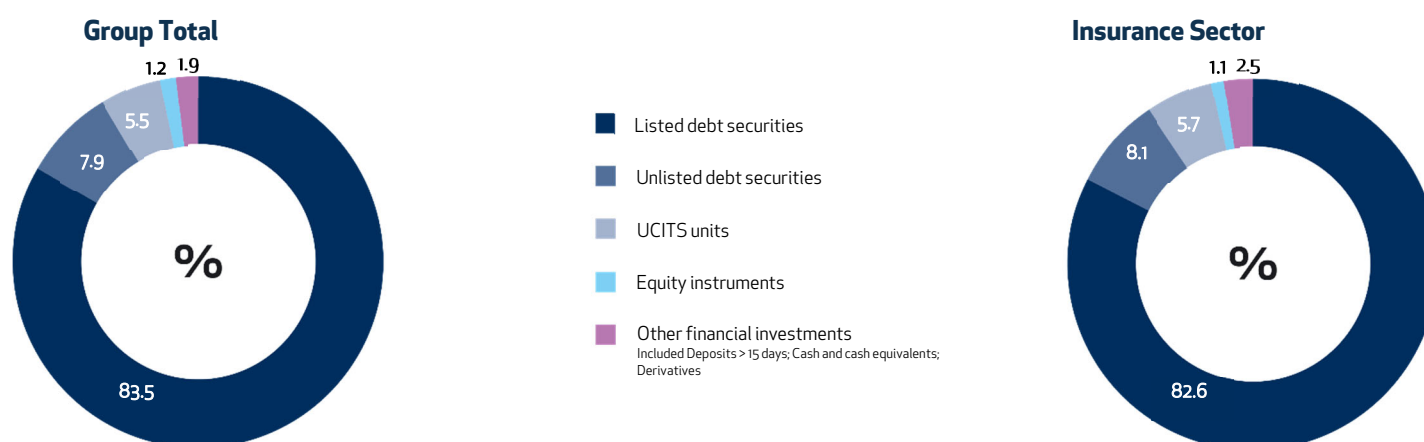 Group Total
1.2 1.9
5.5
7.9
%
83.5
Listed debt securities
Unlisted debt securities
UCITS units
Equity instruments
Other financial investments
Included Deposits > 15 days; Cash and cash equivalents;
Derivatives
Insurance Sector
1.1 2.5
5.7
8.1
%
82.6